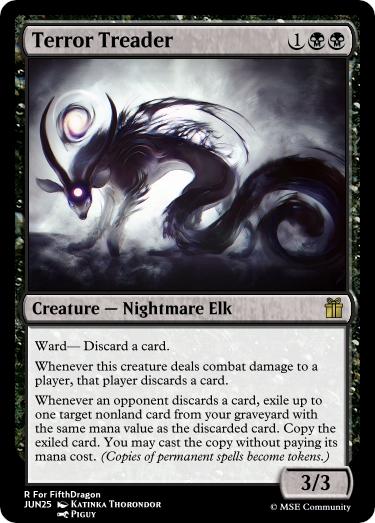 Terror Treader 1
Creature — Nightmare Elk
Ward— Discard a card.
Whenever this creature deals combat damage to a
player, that player discards a card.
Whenever an opponent discards a card, exile up to
one target nonland card from your graveyard with
the same mana value as the discarded card. Copy the
exiled card. You may cast the copy without paying its
mana cost. (Copies of permanent spells become tokens.)
3/3
R For FifthDragon
JUN25 Katinka Thorondor
Piguy
© MSE Community